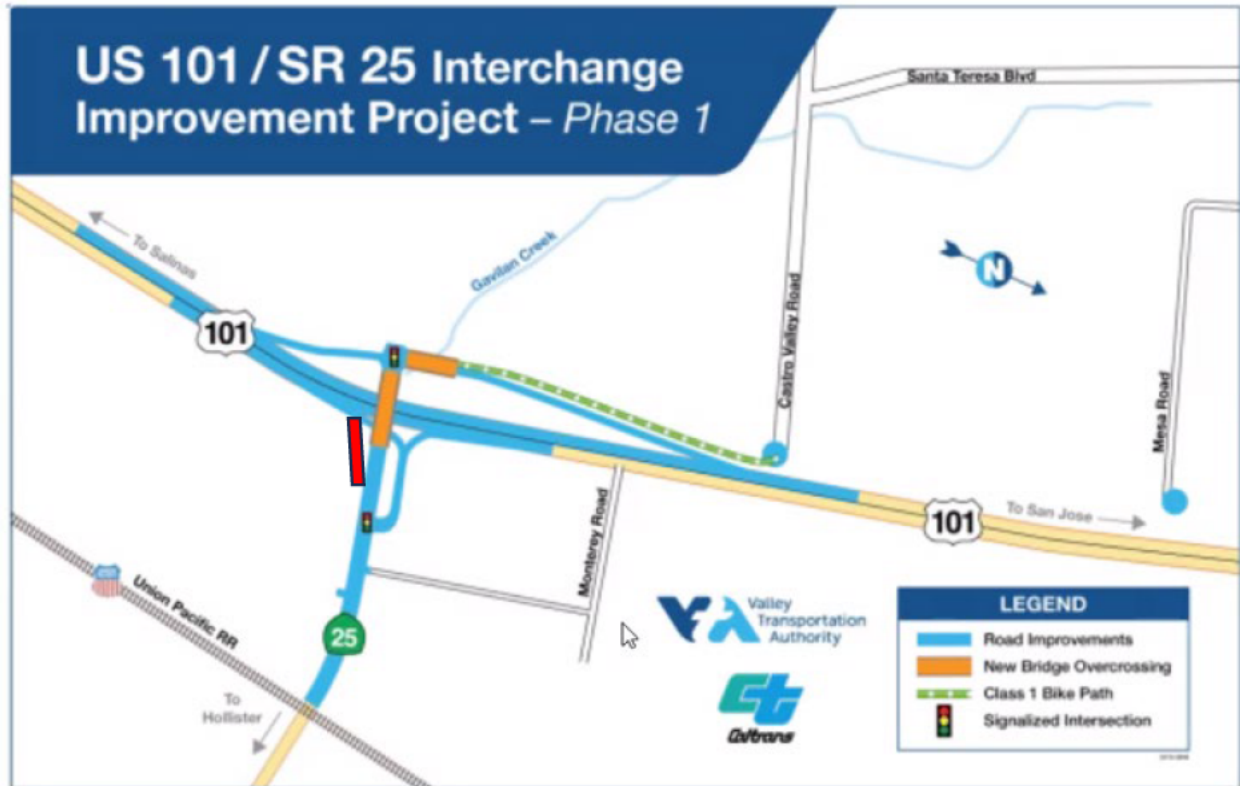 US 101 / SR 25 Interchange
Improvement Project – Phase 1
Santa Teresa Blvd
To Salinas
Gavilan Creek
101
Castro Valley Road
N
Mesa Road
To San Jose
101
Monterey Road
Union Pacific RR
25
To
Hollister
Valley
Transportation
Authority
Caltrans
LEGEND
Road Improvements
New Bridge Overcrossing
Class 1 Bike Path
Signalized Intersection